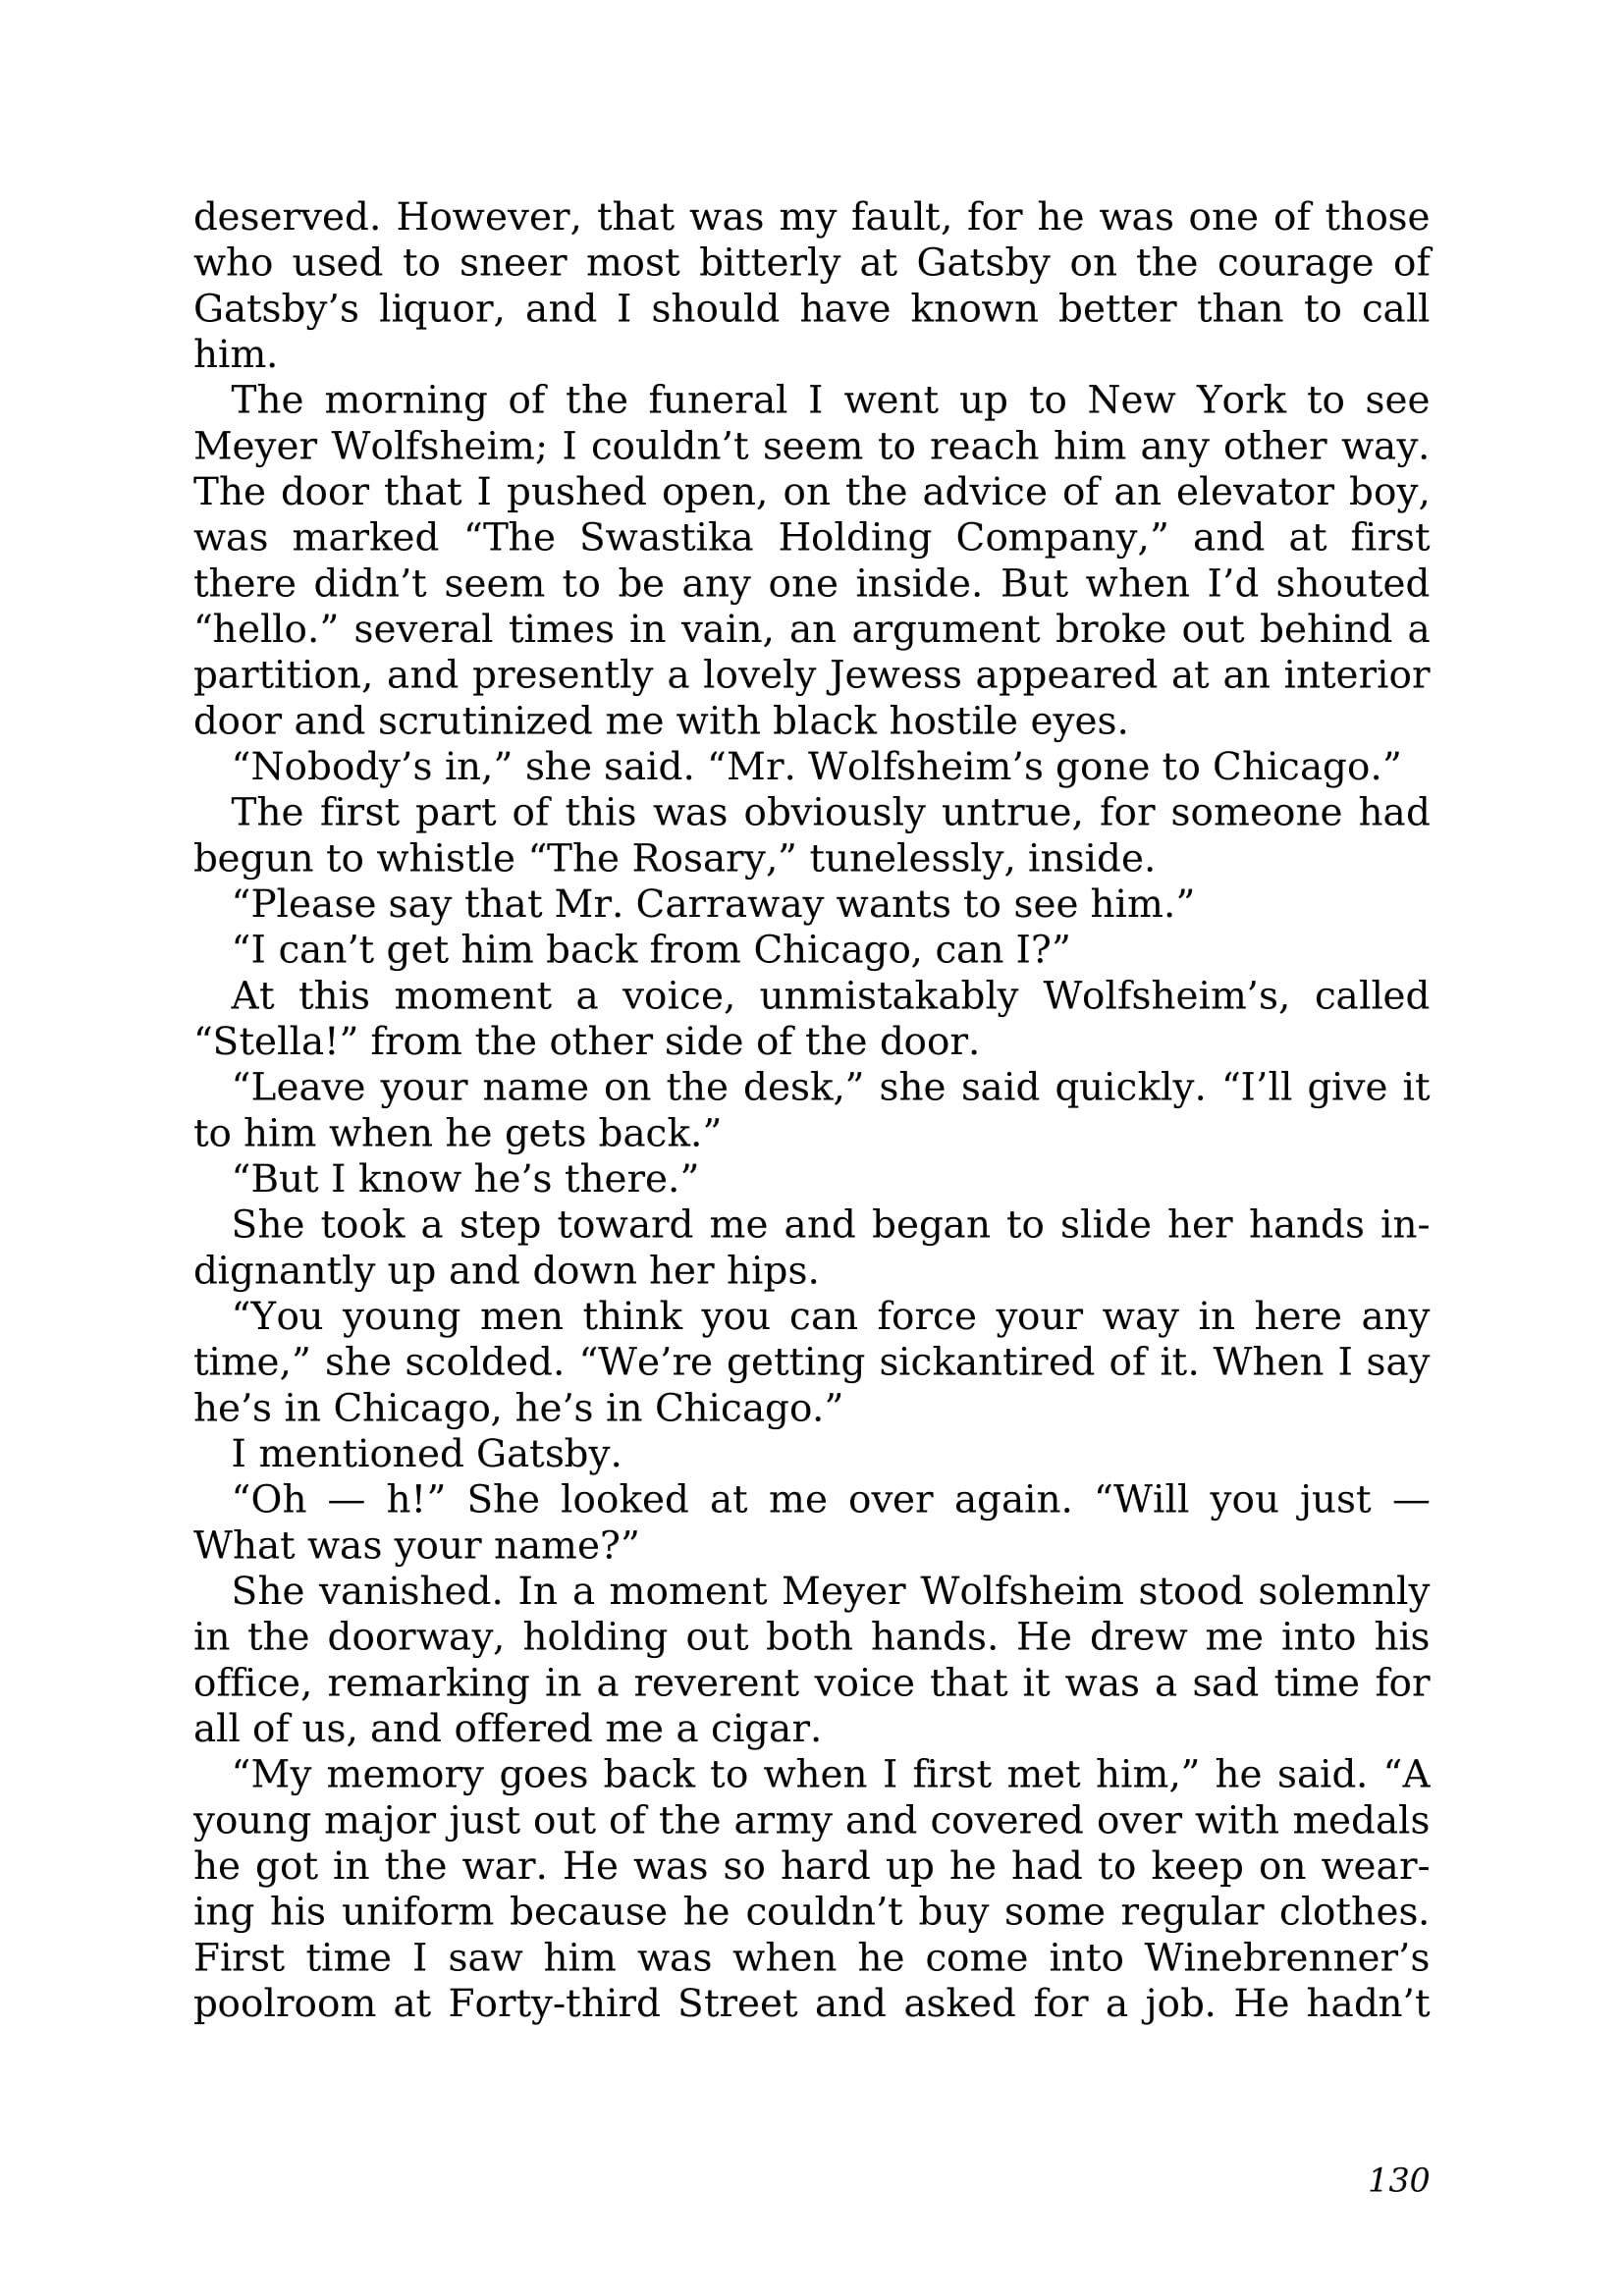 deserved. However, that was my fault, for he was one of those
who used to sneer most bitterly at Gatsby on the courage of
Gatsby’s liquor, and I should have known better than to call
him.
The morning of the funeral I went up to New York to see
Meyer Wolfsheim; I couldn’t seem to reach him any other way.
The door that I pushed open, on the advice of an elevator boy,
was marked “The Swastika Holding Company,” and at first
there didn’t seem to be any one inside. But when I’d shouted
“hello.” several times in vain, an argument broke out behind a
partition, and presently a lovely Jewess appeared at an interior
door and scrutinized me with black hostile eyes.
“Nobody’s in,” she said. “Mr. Wolfsheim’s gone to Chicago.”
The first part of this was obviously untrue, for someone had
begun to whistle “The Rosary,” tunelessly, inside.
“Please say that Mr. Carraway wants to see him.”
“I can’t get him back from Chicago, can I?”
At this moment a voice, unmistakably Wolfsheim’s, called
“Stella!” from the other side of the door.
“Leave your name on the desk,” she said quickly. “I’ll give it
to him when he gets back.”
“But I know he’s there.”
She took a step toward me and began to slide her hands in-
dignantly up and down her hips.
“You young men think you can force your way in here any
time,” she scolded. “We’re getting sickantired of it. When I say
he’s in Chicago, he’s in Chicago.”
I mentioned Gatsby.
“Oh — h!” She looked at me over again. “Will you just —
What was your name?”
She vanished. In a moment Meyer Wolfsheim stood solemnly
in the doorway, holding out both hands. He drew me into his
office, remarking in a reverent voice that it was a sad time for
all of us, and offered me a cigar.
“My memory goes back to when I first met him,” he said. “A
young major just out of the army and covered over with medals
he got in the war. He was so hard up he had to keep on wear-
ing his uniform because he couldn’t buy some regular clothes.
First time I saw him was when he come into Winebrenner’s
poolroom at Forty-third Street and asked for a job. He hadn’t
130